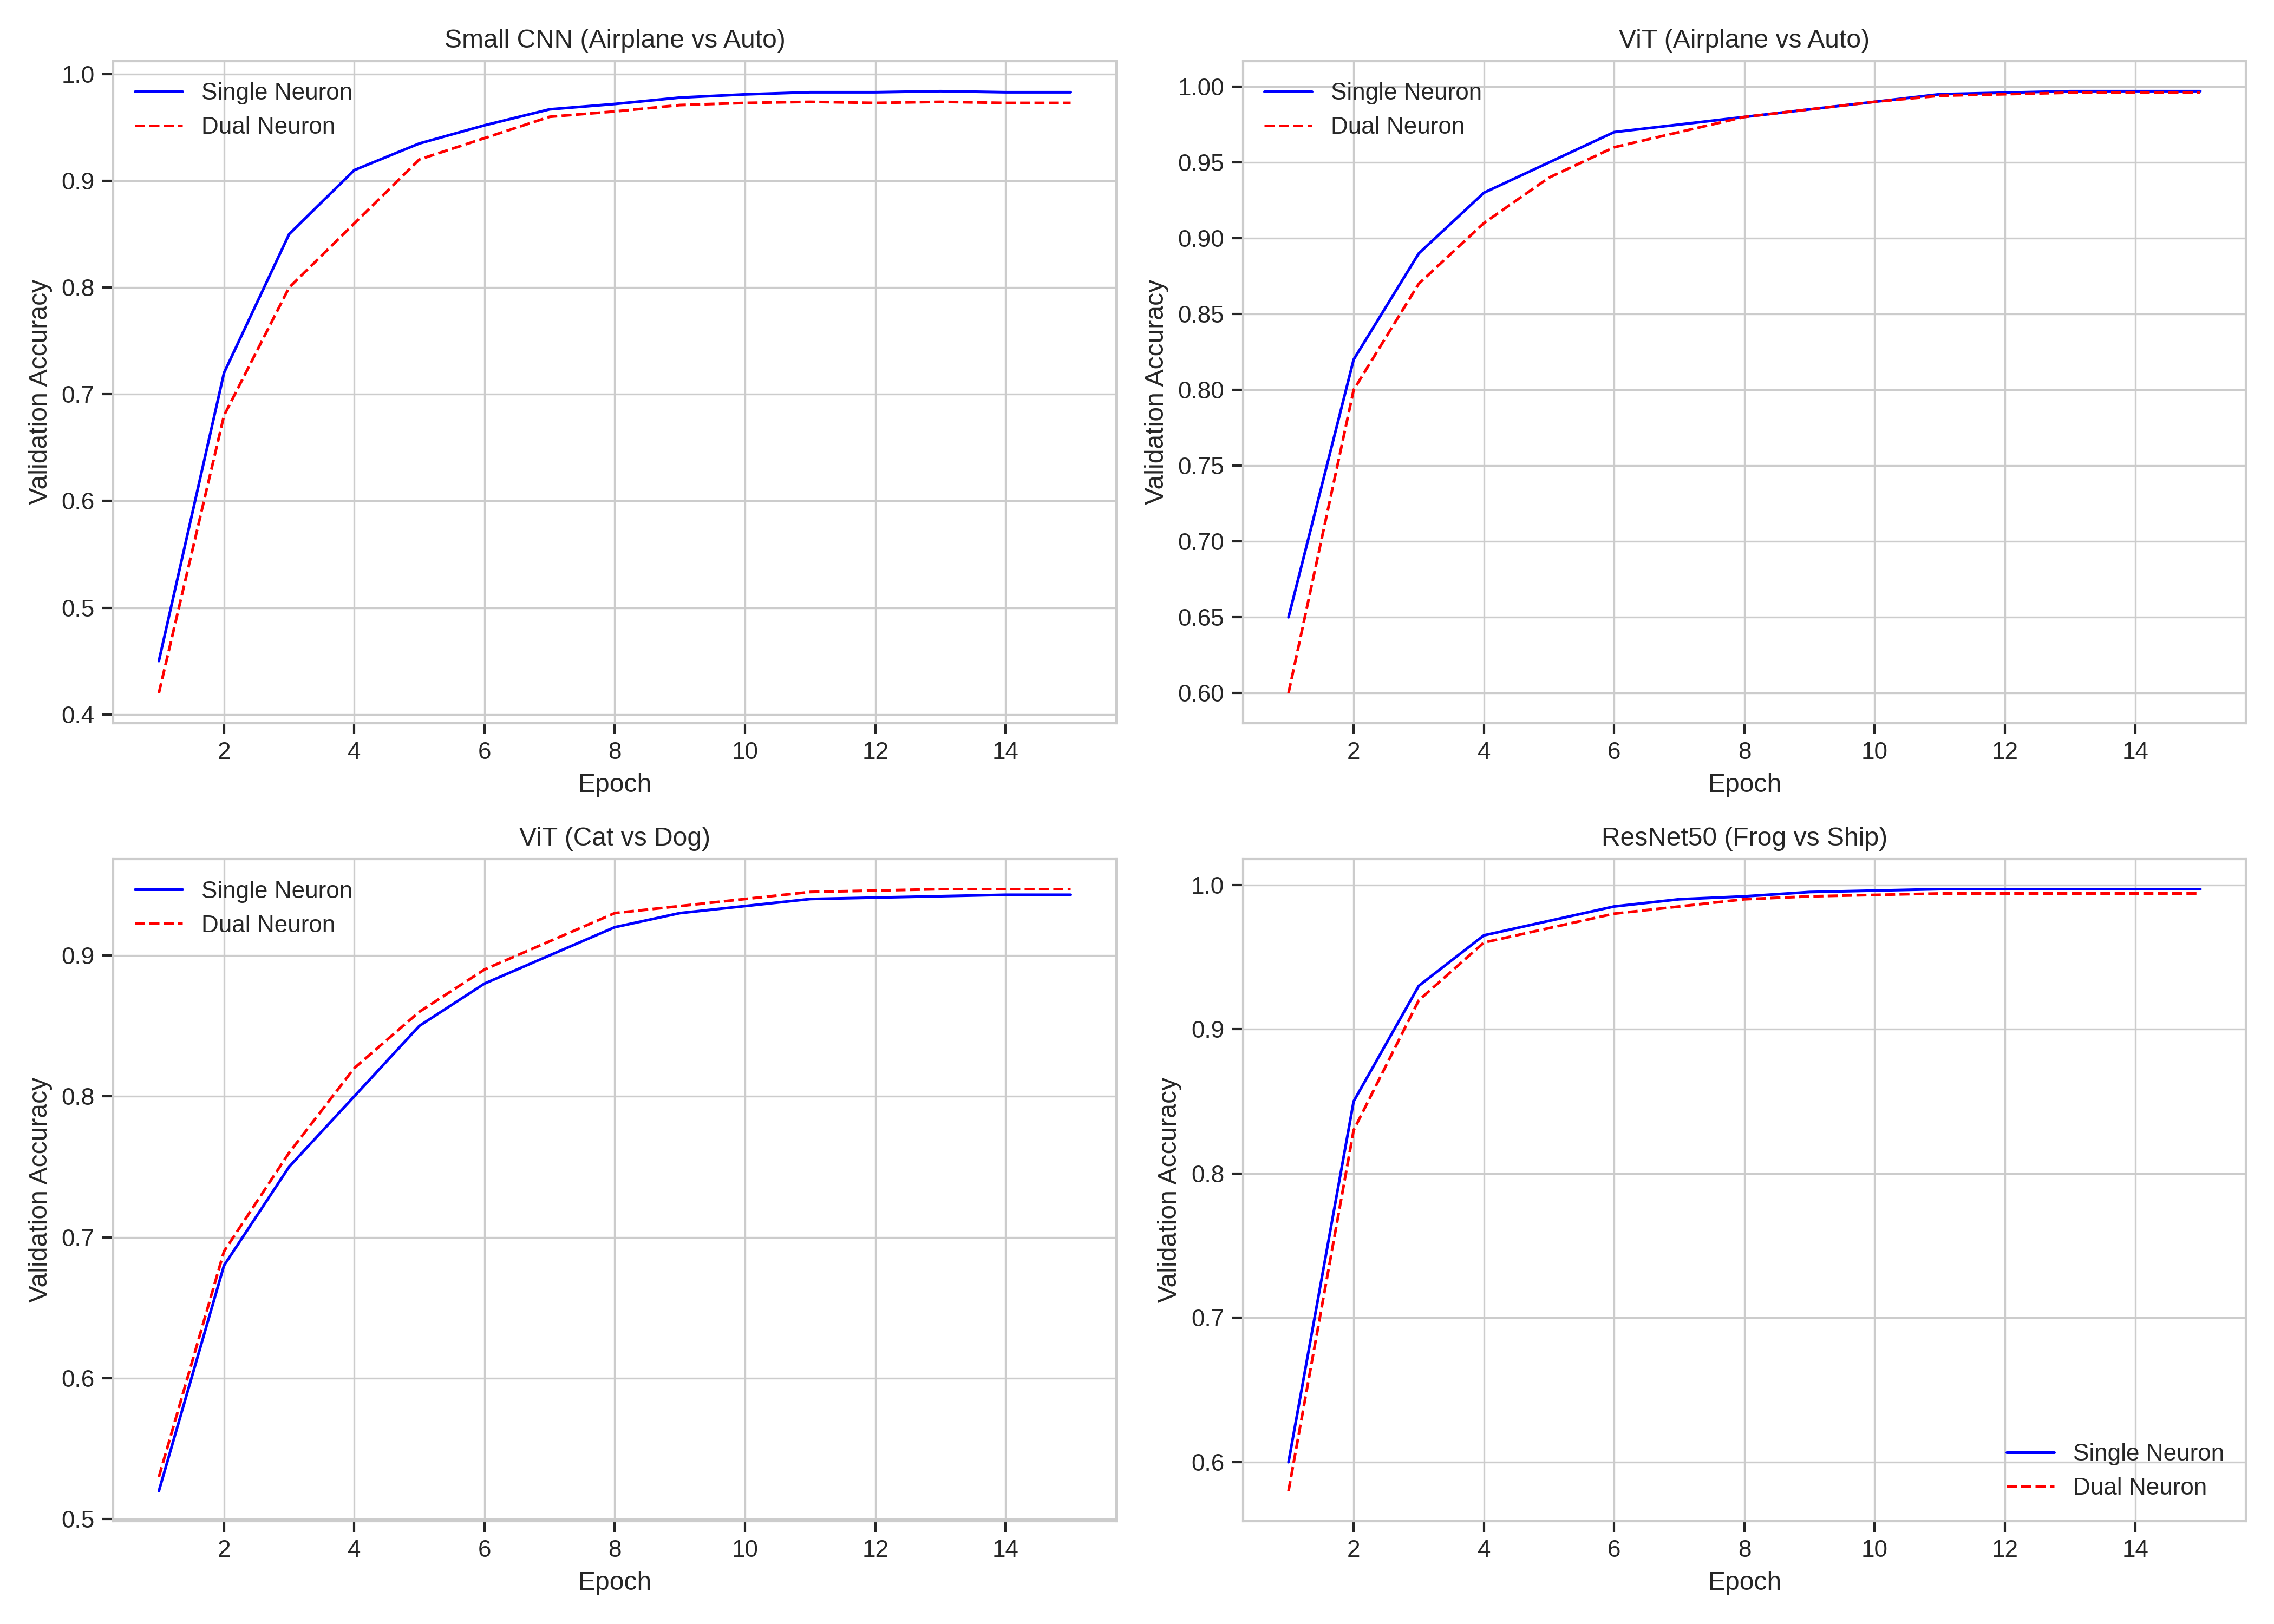 Small CNN (Airplane vs Auto)
Single Neuron
Dual Neuron
Validation Accuracy
1.0
0.9
0.8
0.7
0.6
0.5
0.4
2 4 6 8 10 12 14
Epoch
ViT (Airplane vs Auto)
Single Neuron
Dual Neuron
Validation Accuracy
1.00
0.95
0.90
0.85
0.80
0.75
0.70
0.65
0.60
2 4 6 8 10 12 14
Epoch
ViT (Cat vs Dog)
Single Neuron
Dual Neuron
Validation Accuracy
0.9
0.8
0.7
0.6
0.5
2 4 6 8 10 12 14
Epoch
ResNet50 (Frog vs Ship)
Validation Accuracy
1.0
0.9
0.8
0.7
0.6
Single Neuron
Dual Neuron
2 4 6 8 10 12 14
Epoch